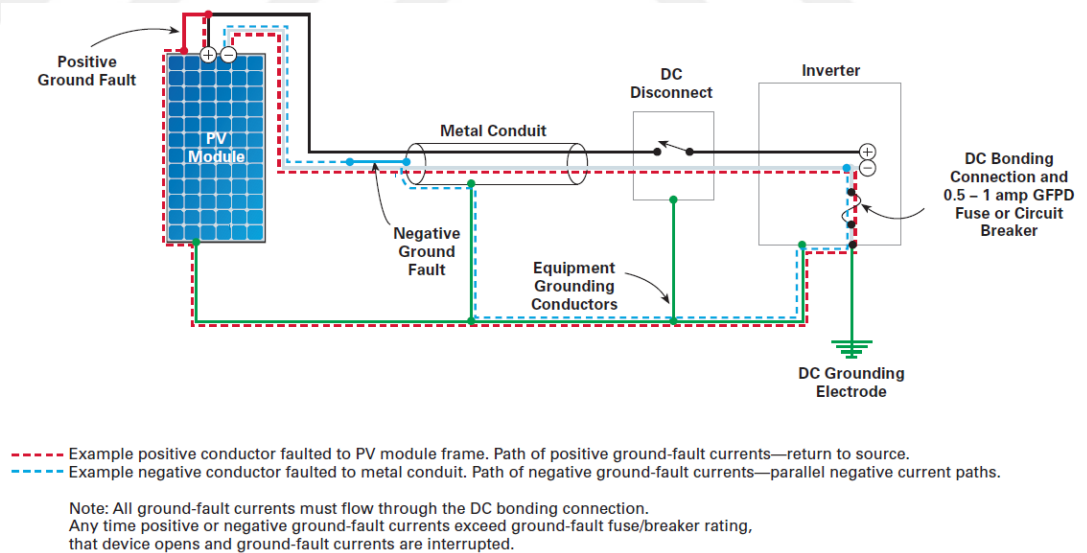 Positive
Ground Fault
+
−
PV
Module
Metal Conduit
DC
Disconnect
Inverter
+
−
DC Bonding
Connection and
0.5 – 1 amp GFPD
Fuse or Circuit
Breaker
Negative
Ground
Fault
Equipment
Grounding
Conductors
DC Grounding
Electrode
Example positive conductor faulted to PV module frame. Path of positive ground-fault currents—return to source.
Example negative conductor faulted to metal conduit. Path of negative ground-fault currents—parallel negative current paths.
Note: All ground-fault currents must flow through the DC bonding connection.
Any time positive or negative ground-fault currents exceed ground-fault fuse/breaker rating,
that device opens and ground-fault currents are interrupted.